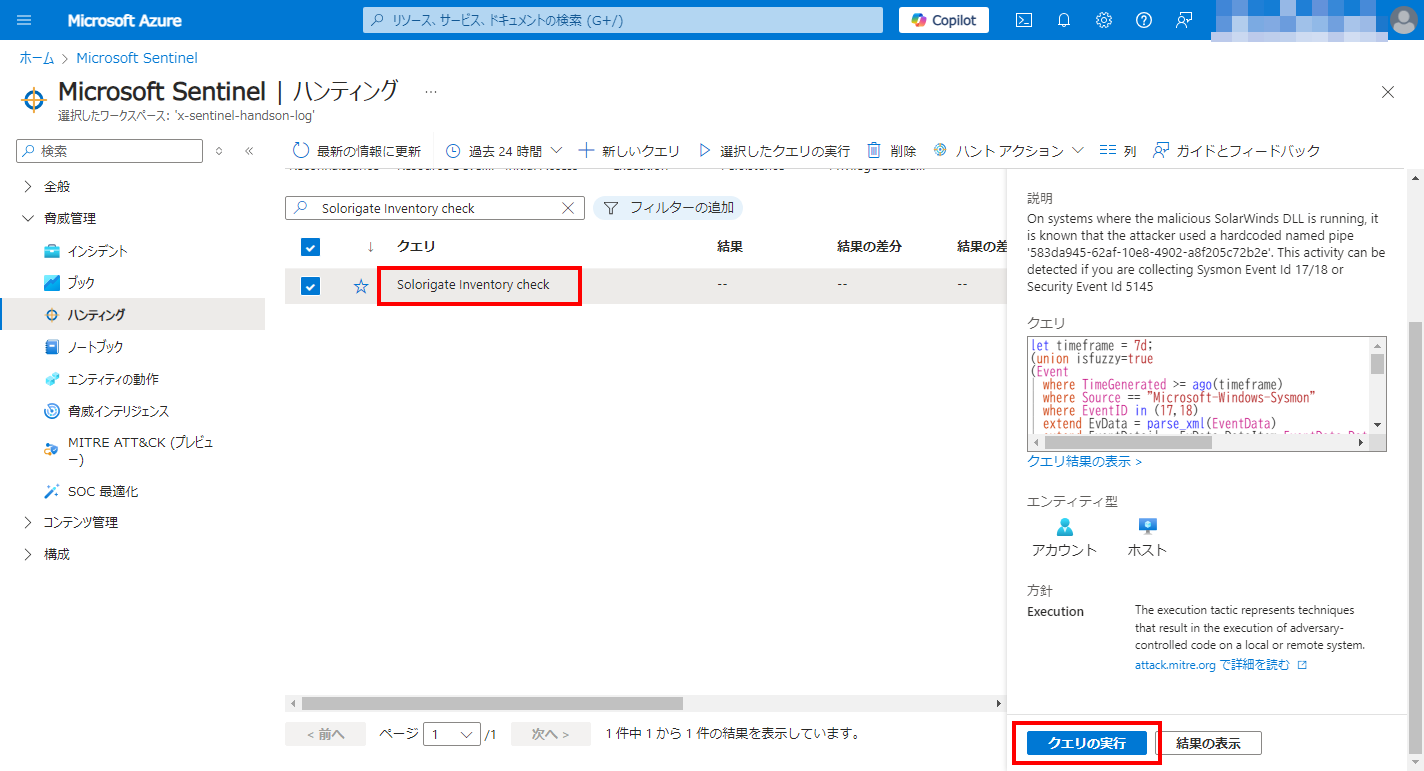 Microsoft Azure
リソース、サービス、ドキュメントの検索 (G+/)
Copilot
ホーム > Microsoft Sentinel
Microsoft Sentinel | ハンティング ...
選択したワークスペース: 'x-sentinel-handson-log'
検索
最新の情報に更新 過去 24 時間 新しいクエリ 選択したクエリの実行 削除 ハント アクション 列 ガイドとフィードバック
全般
脅威管理
インシデント
ブック
ハンティング
ノートブック
エンティティの動作
脅威インテリジェンス
MITRE ATT&CK (プレビュ
ー)
SOC 最適化
コンテンツ管理
構成
Solorigate Inventory check
フィルターの追加
クエリ 結果 結果の差分 結果の差
Solorigate Inventory check -- -- --
< 前へ ページ 1 /1 次へ > 1 件中 1 から 1 件の結果を表示しています。
説明
On systems where the malicious SolarWinds DLL is running, it
is known that the attacker used a hardcoded named pipe
'583da945-62af-10e8-4902-a8f205c72b2e'. This activity can be
detected if you are collecting Sysmon Event Id 17/18 or
Security Event Id 5145
クエリ
let timeframe = 7d;
(union isfuzzy=true
(Event
where TimeGenerated >= ago(timeframe)
where Source == "Microsoft-Windows-Sysmon"
where EventID in (17,18)
extend EvData = parse_xml(EventData)
クエリ結果の表示 >
エンティティ型
アカウント ホスト
方針
Execution
The execution tactic represents techniques
that result in the execution of adversary-
controlled code on a local or remote system.
attack.mitre.org で詳細を読む
クエリの実行 結果の表示